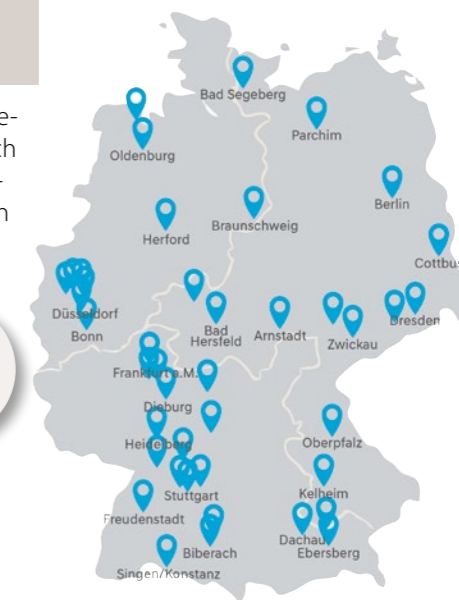 e-
ch
-
n
Bad Segeberg
Parchim
Oldenburg
Berlin
Braunschweig
Herford
Cottbus
Düsseldorf
Bonn
Bad
Hersfeld
Arnstadt
Zwickau
Dresden
Frankfurt a.M.
Dieburg
Heidelberg
Oberpfalz
Stuttgart
Kelheim
Freudenstadt
Dachau
Ebersberg
Biberach
Singen/Konstanz